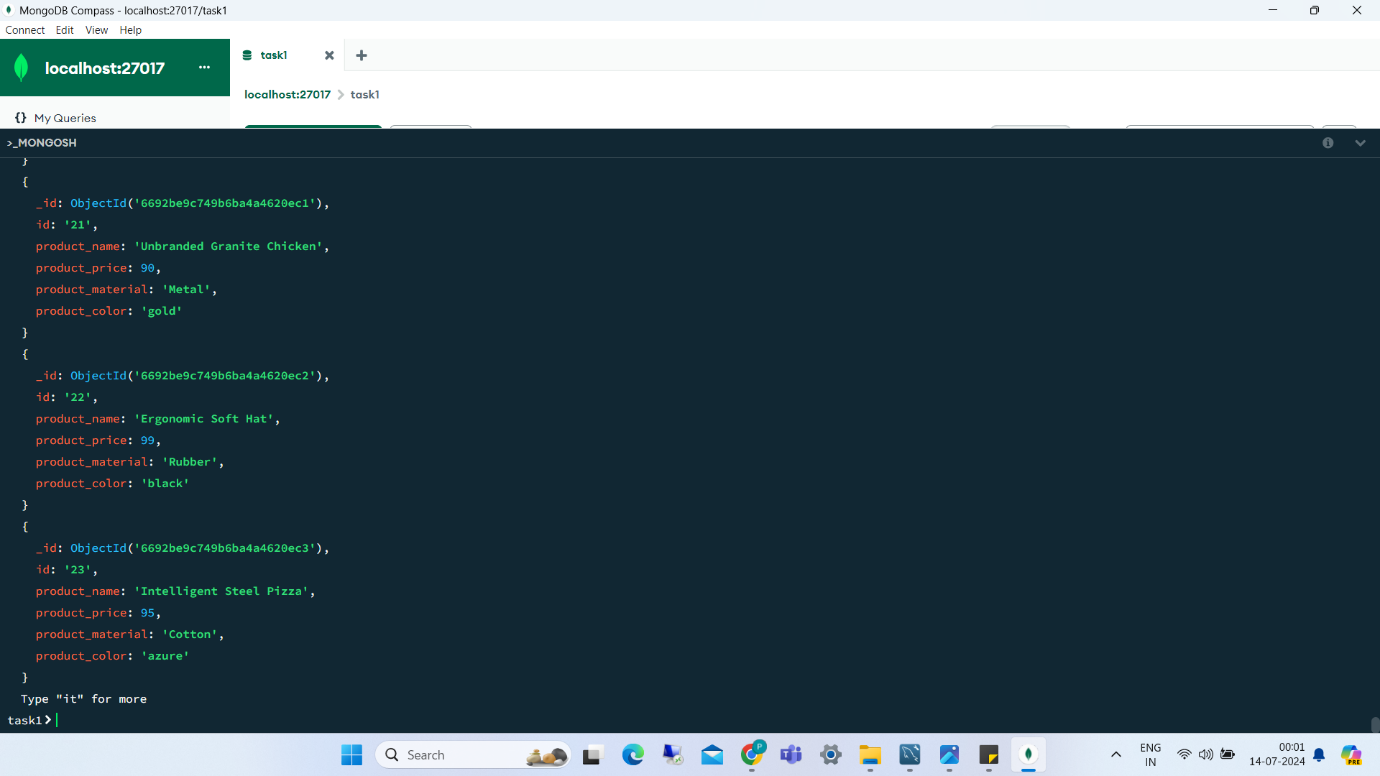 MongoDB Compass - localhost:27017/task1
Connect Edit View Help
localhost:27017 ...
task1
localhost:27017 > task1
{} My Queries
>_MONGOSH
}
{
_id: ObjectId('6692be9c749b6ba4a4620ec1'),
id: '21',
product_name: 'Unbranded Granite Chicken',
product_price: 90,
product_material: 'Metal',
product_color: 'gold'
}
{
_id: ObjectId('6692be9c749b6ba4a4620ec2'),
id: '22',
product_name: 'Ergonomic Soft Hat',
product_price: 99,
product_material: 'Rubber',
product_color: 'black'
}
{
_id: ObjectId('6692be9c749b6ba4a4620ec3'),
id: '23',
product_name: 'Intelligent Steel Pizza',
product_price: 95,
product_material: 'Cotton',
product_color: 'azure'
}
Type "it" for more
task1>
Search
P
ENG
IN
00:01
14-07-2024
PRE